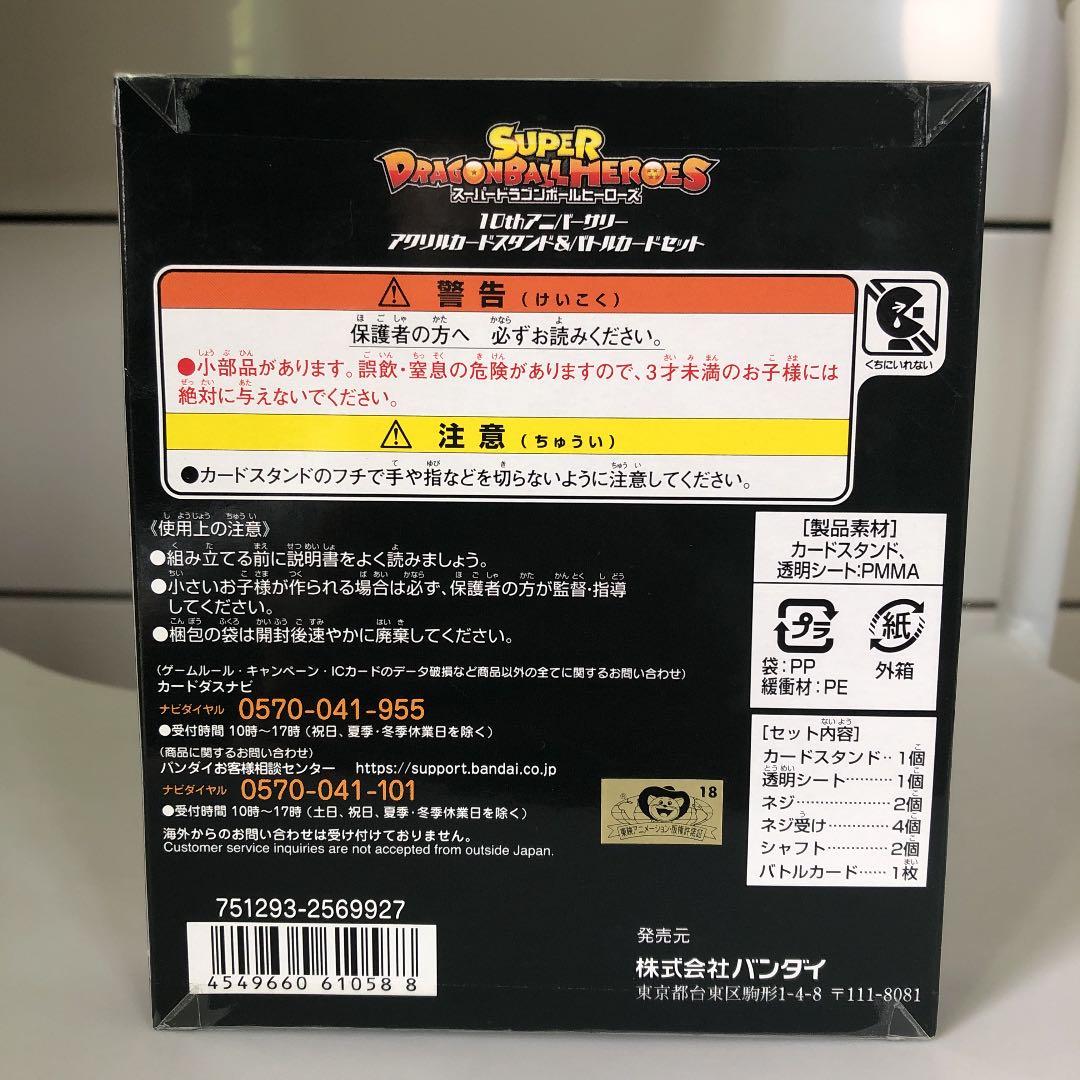 SUPER
DRAGONBALL HEROES
スーパードラゴンボールヒーローズ
10thアニバーサリー
アクリルカードスタンド&バトルカードセット
⚠ 警告 (けいこく)
保護者の方へ 必ずお読みください。
●小部品があります。誤飲・窒息の危険がありますので、3才未満のお子様には
絶対に与えないでください。
⚠ 注意 (ちゅうい)
●カードスタンドのフチで手や指などを切らないように注意してください。
くちにいれない
《使用上の注意》
●組み立てる前に説明書をよく読みましょう。
●小さいお子様が作られる場合は必ず、保護者の方が監督・指導
してください。
●梱包の袋は開封後速やかに廃棄してください。
(ゲームルール・キャンペーン・ICカードのデータ破損など商品以外の全てに関するお問い合わせ)
カードダスナビ
ナビダイヤル 0570-041-955
●受付時間 10時〜17時(祝日、夏季・冬季休業日を除く)
(商品に関するお問い合わせ)
バンダイお客様相談センター https://support.bandai.co.jp
ナビダイヤル 0570-041-101
●受付時間 10時〜17時(土日、祝日、夏季・冬季休業日を除く)
海外からのお問い合わせは受け付けておりません。
Customer service inquiries are not accepted from outside Japan.
[製品素材]
カードスタンド、
透明シート:PMMA
プラ
袋:PP
緩衝材:PE
紙
外箱
[セット内容]
カードスタンド‥1個
透明シート………1個
ネジ………………2個
ネジ受け…………4個
シャフト…………2個
バトルカード……1枚
18
東映アニメーション・版権許諾証
751293-2569927
4549660 61058 8
発売元
株式会社バンダイ
東京都台東区駒形1-4-8 〒111-8081